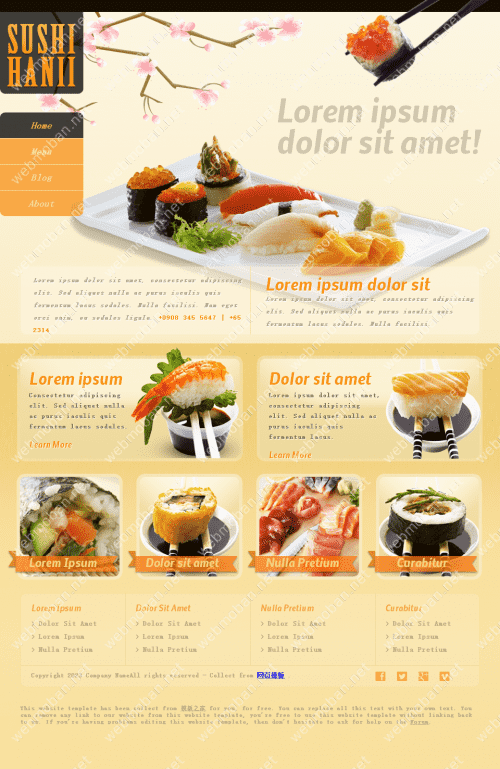 SUSHI
HANII
Home
Menu
Blog
About
Lorem ipsum
dolor sit amet!
Lorem ipsum dolor sit amet, consectetur adipiscing
elit. Sed aliquet nulla ac purus iaculis quis
fermentum lacus sodales. Nulla facilisi. Nam eget
orci enim, eu sodales ligula. +0900 345 5647 | +65
2314
Lorem ipsum dolor sit
Lorem ipsum dolor sit amet, consectetur adipiscing
elit. Sed aliquet nulla ac purus iaculis quis
fermentum lacus sodales. Nulla facilisi.
Lorem ipsum
Consectetur adipiscing
elit. Sed aliquet nulla
ac purus iaculis quis
fermentum lacus sodales.
Learn More
Dolor sit amet
Lorem ipsum dolor sit amet,
consectetur adipiscing
elit. Sed aliquet nulla ac
purus iaculis quis
fermentum lacus.
Learn More
Lorem Ipsum
Dolor sit amet
Nulla Pretium
Curabitur
Lorem Ipsum
> Dolor Sit Amet
> Lorem Ipsum
> Nulla Pretium
Dolor Sit Amet
> Dolor Sit Amet
> Lorem Ipsum
> Nulla Pretium
Nulla Pretium
> Dolor Sit Amet
> Lorem Ipsum
> Nulla Pretium
Curabitur
> Dolor Sit Amet
> Lorem Ipsum
> Nulla Pretium
Copyright Company NameAll rights reserved - Collect from 网页模板
This website template has been collect from 模板之家 for you, for free. You can replace all this text with your own text. You
can remove any link to our website from this website template, you're free to use this website template without linking back
to us. If you're having problems editing this website template, then don't hesitate to ask for help on the Forum.